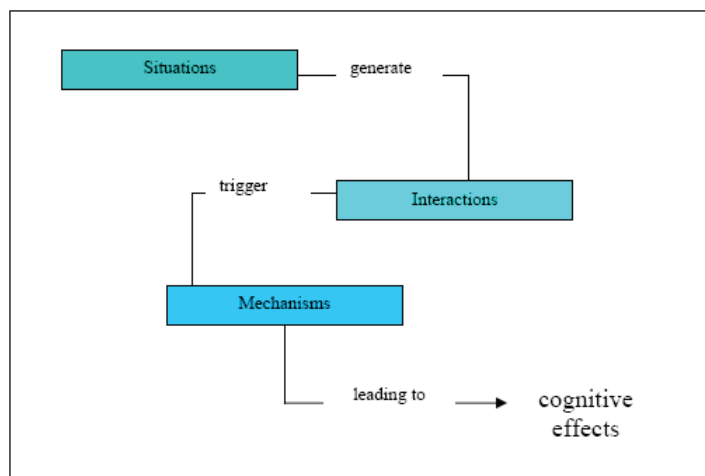 Situations
generate
trigger
Interactions
Mechanisms
leading to
cognitive
effects